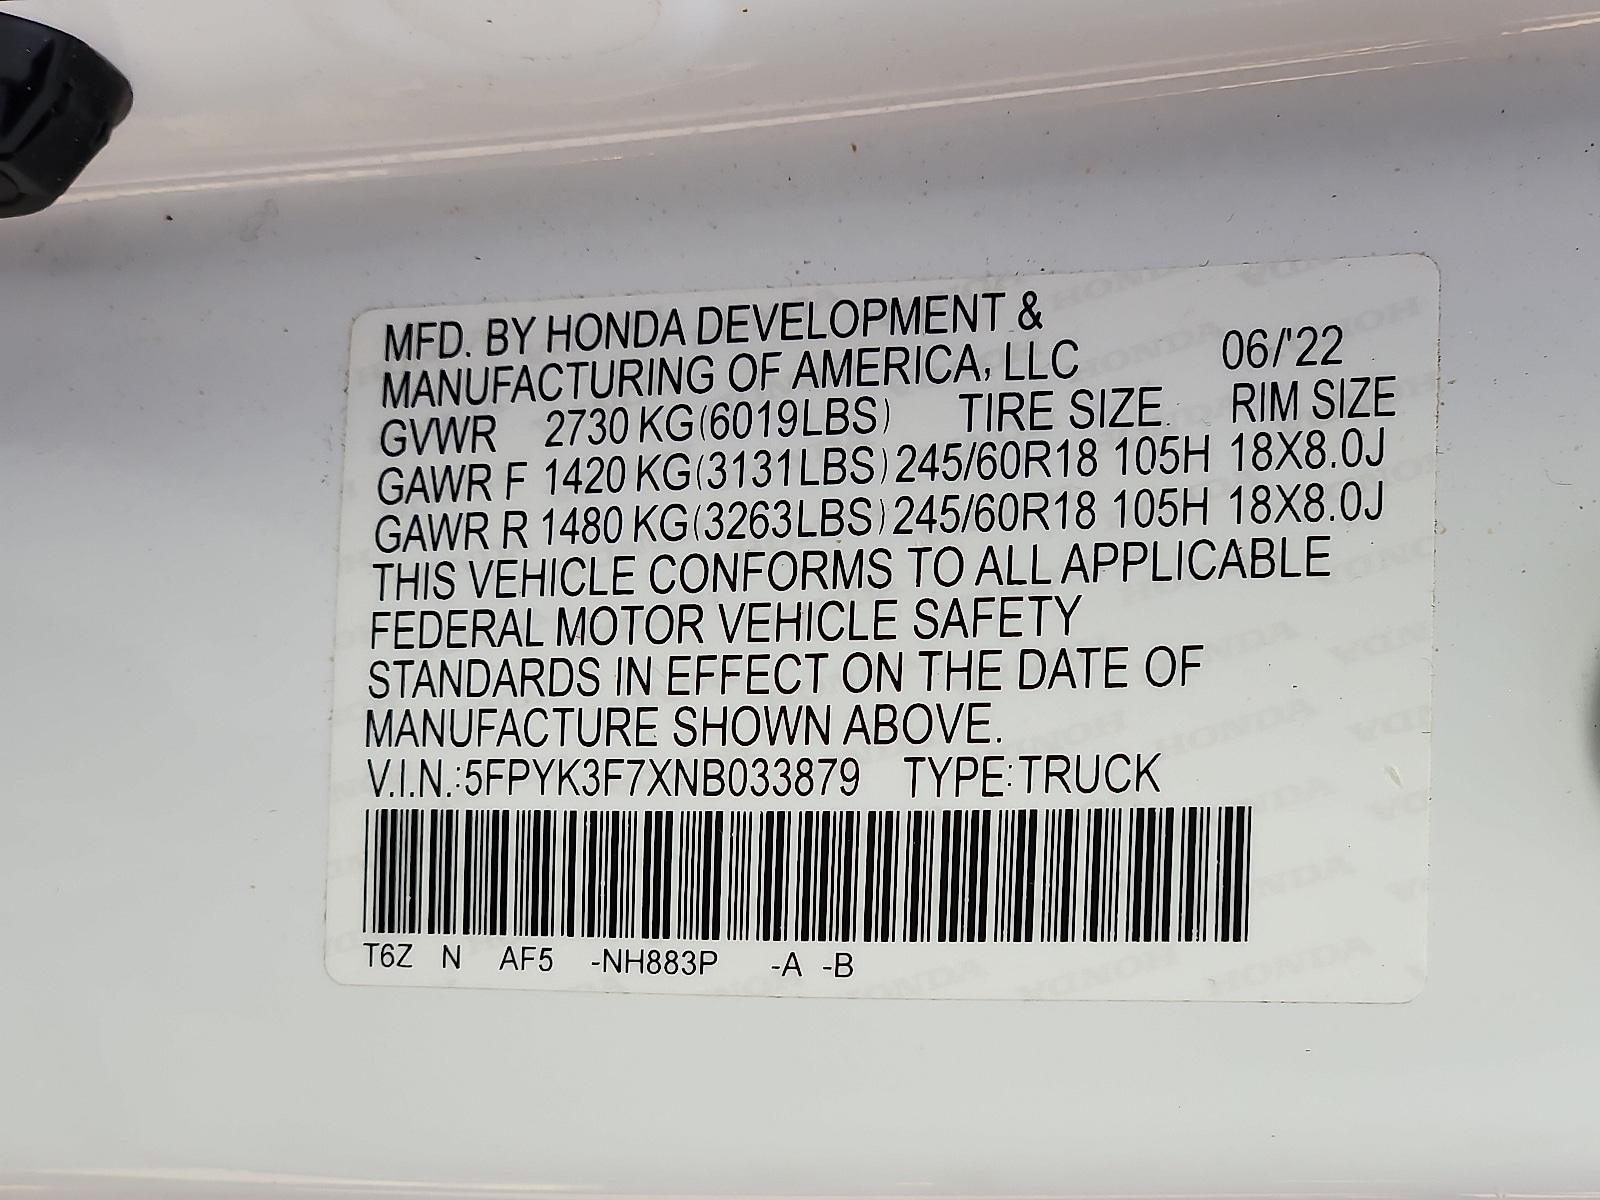 MFD. BY HONDA DEVELOPMENT &
MANUFACTURING OF AMERICA, LLC 06/'22
GVWR 2730 KG(6019LBS) TIRE SIZE RIM SIZE
GAWR F 1420 KG(3131LBS) 245/60R18 105H 18X8.0J
GAWR R 1480 KG(3263LBS) 245/60R18 105H 18X8.0J
THIS VEHICLE CONFORMS TO ALL APPLICABLE
FEDERAL MOTOR VEHICLE SAFETY
STANDARDS IN EFFECT ON THE DATE OF
MANUFACTURE SHOWN ABOVE.
V.I.N.:5FPYK3F7XNB033879 TYPE:TRUCK
T6Z N AF5 -NH883P -A -B